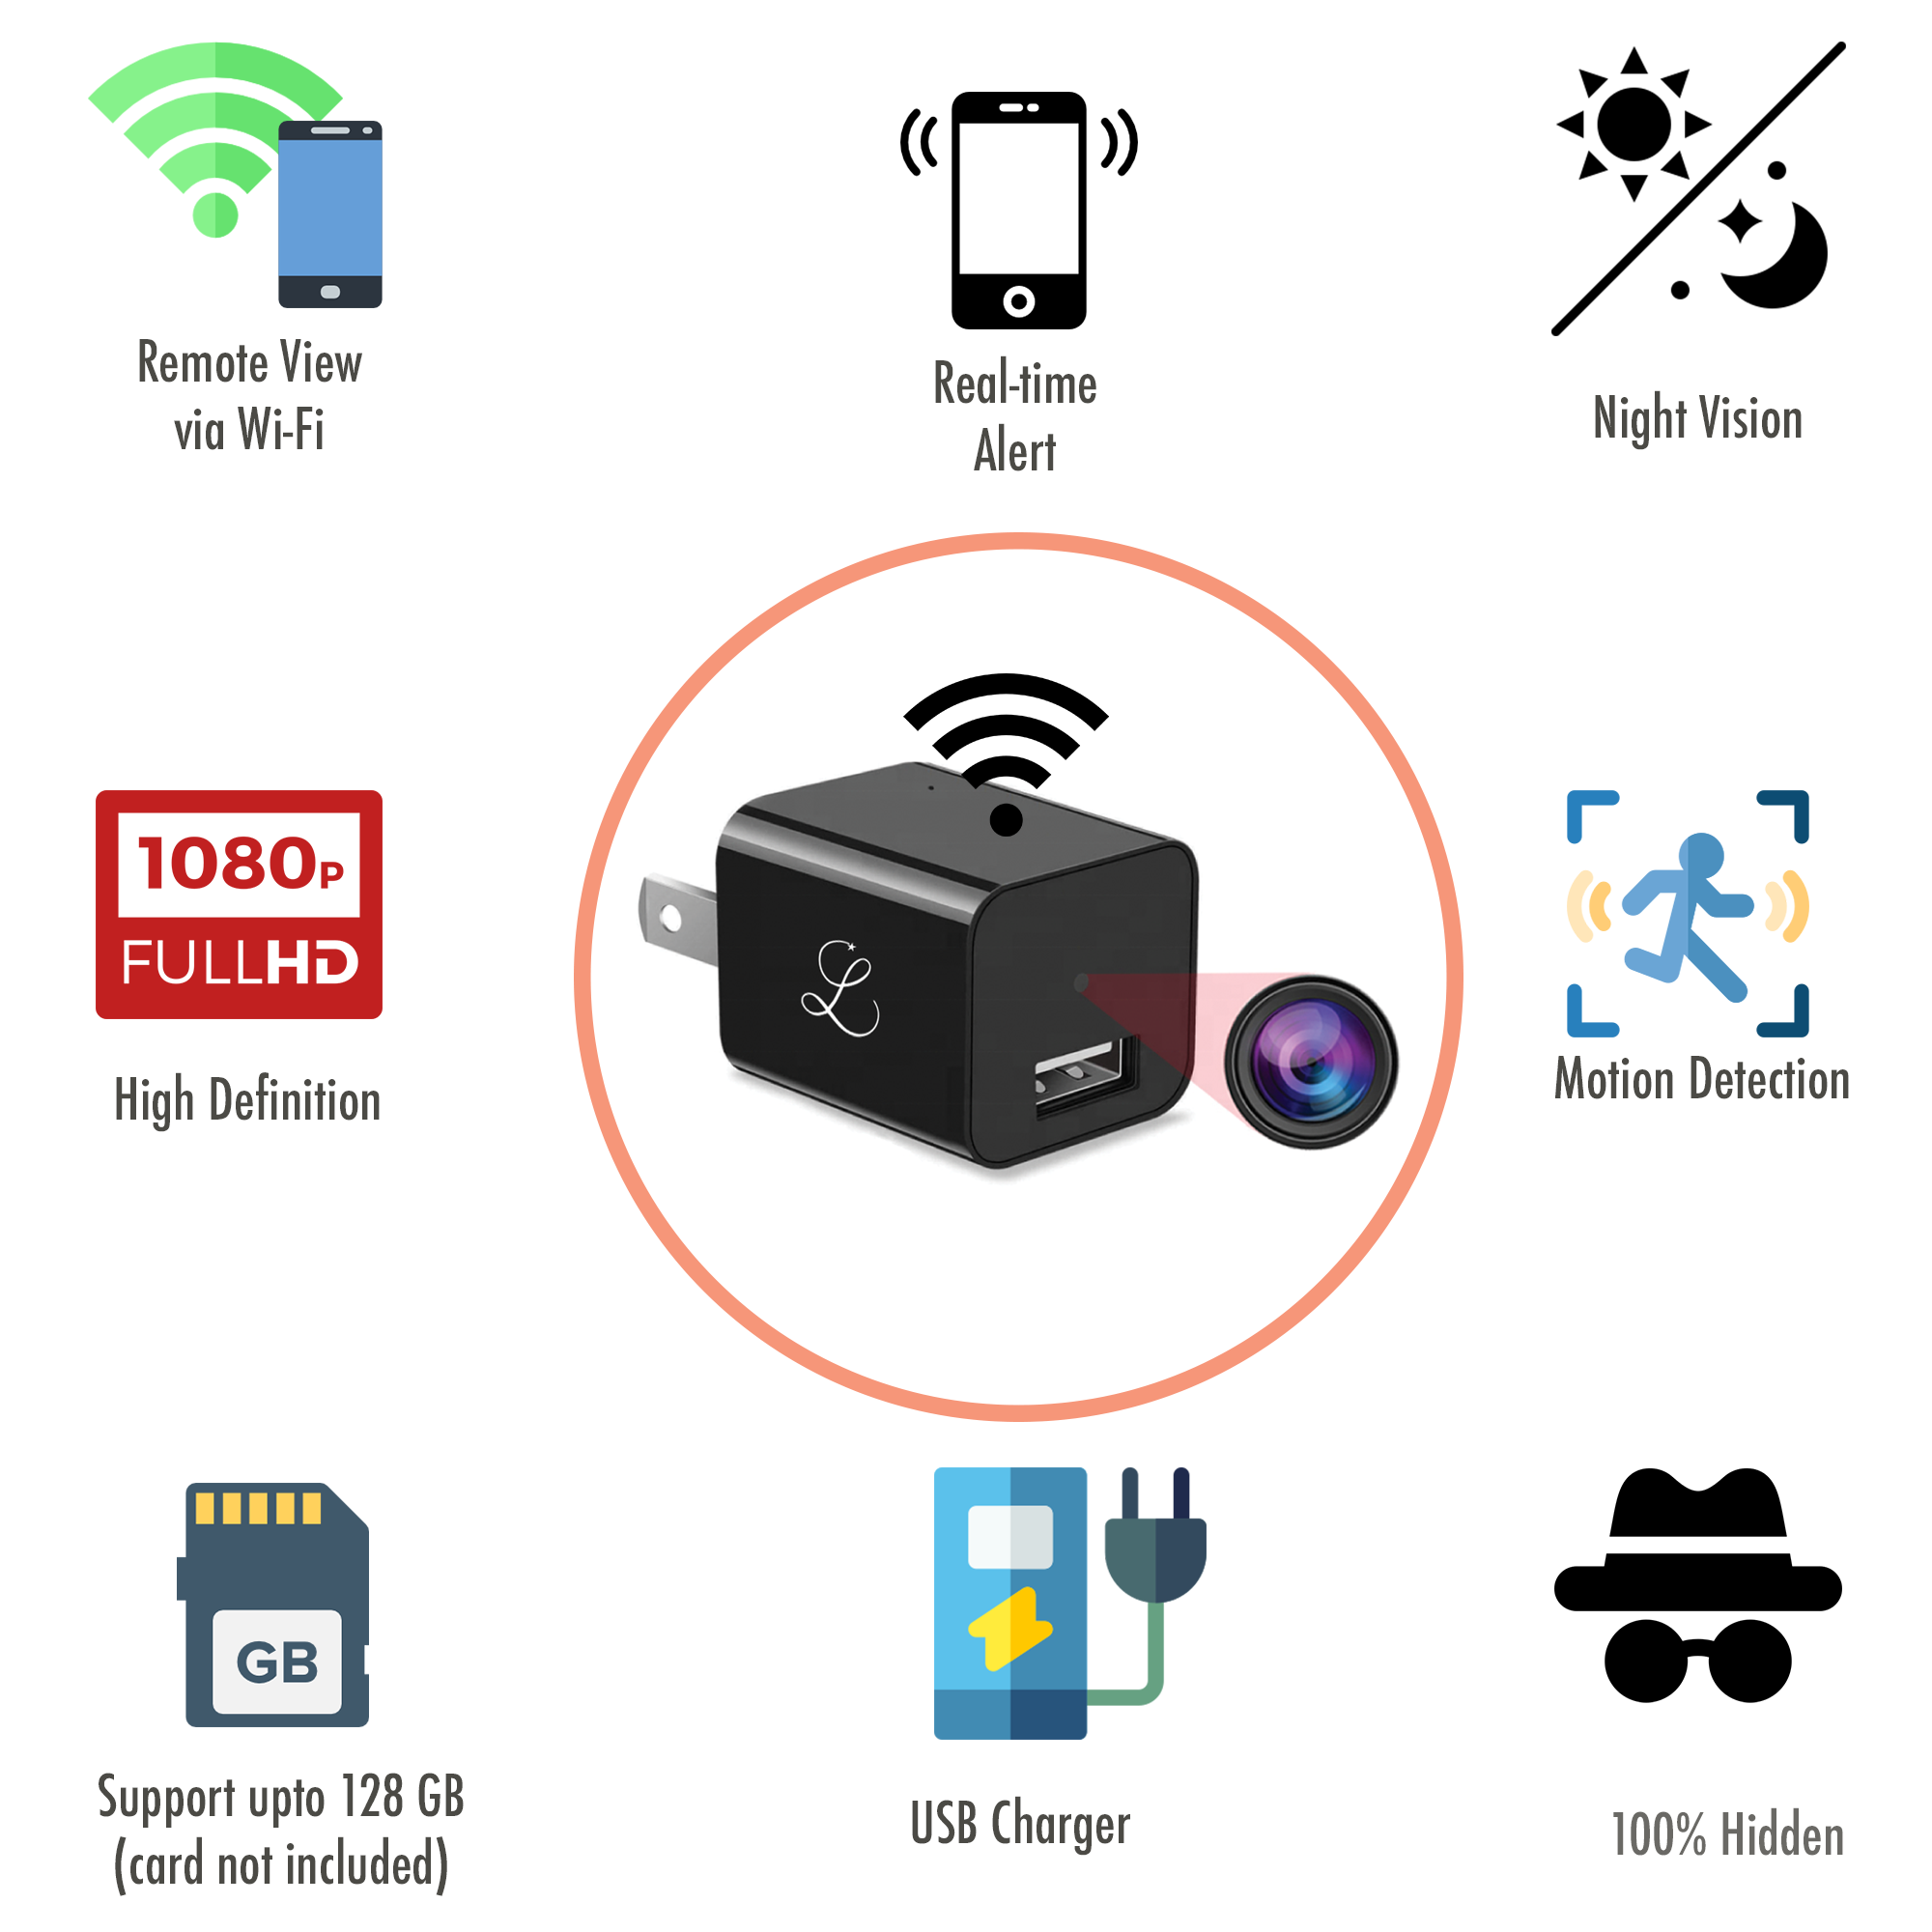 Remote View
via Wi-Fi
Real-time
Alert
Night Vision
1080P
FULLHD
High Definition
L
Motion Detection
GB
Support upto 128 GB
(card not included)
USB Charger
100% Hidden